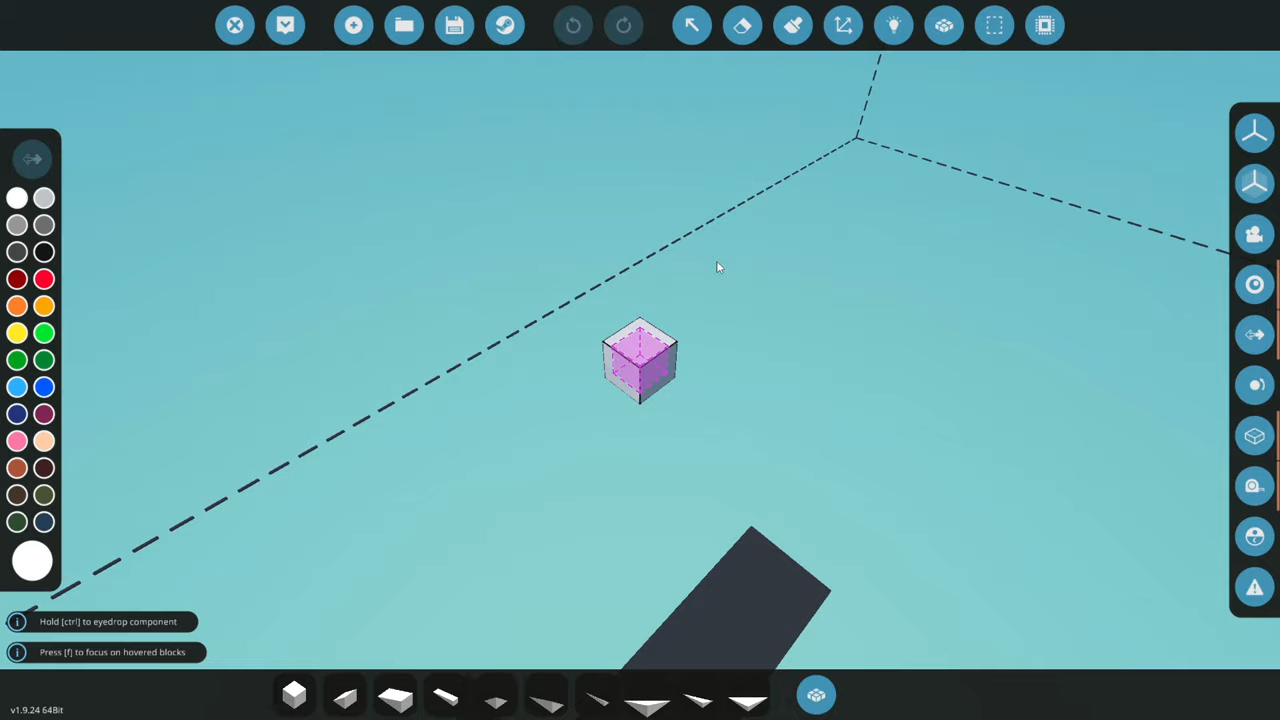 Hold [ctrl] to eyedrop component
Press [f] to focus on hovered blocks
v1.9.24 64Bit